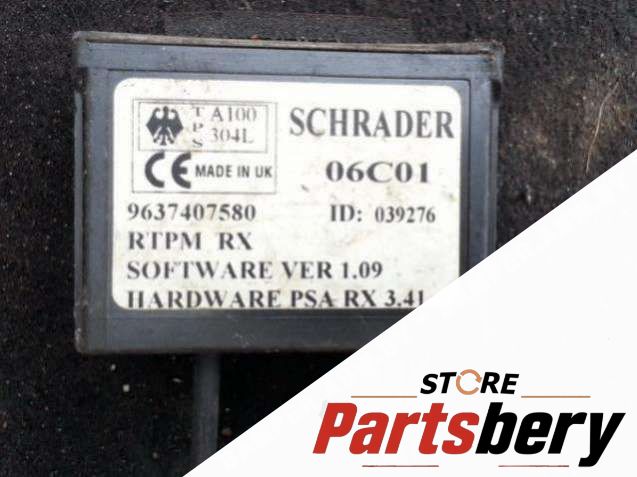 T
P
S
A100
304L
SCHRADER
CE MADE IN UK
06C01
9637407580 ID: 039276
RTPM RX
SOFTWARE VER 1.09
HARDWARE PSA RX 3.41
STORE
Partsbery